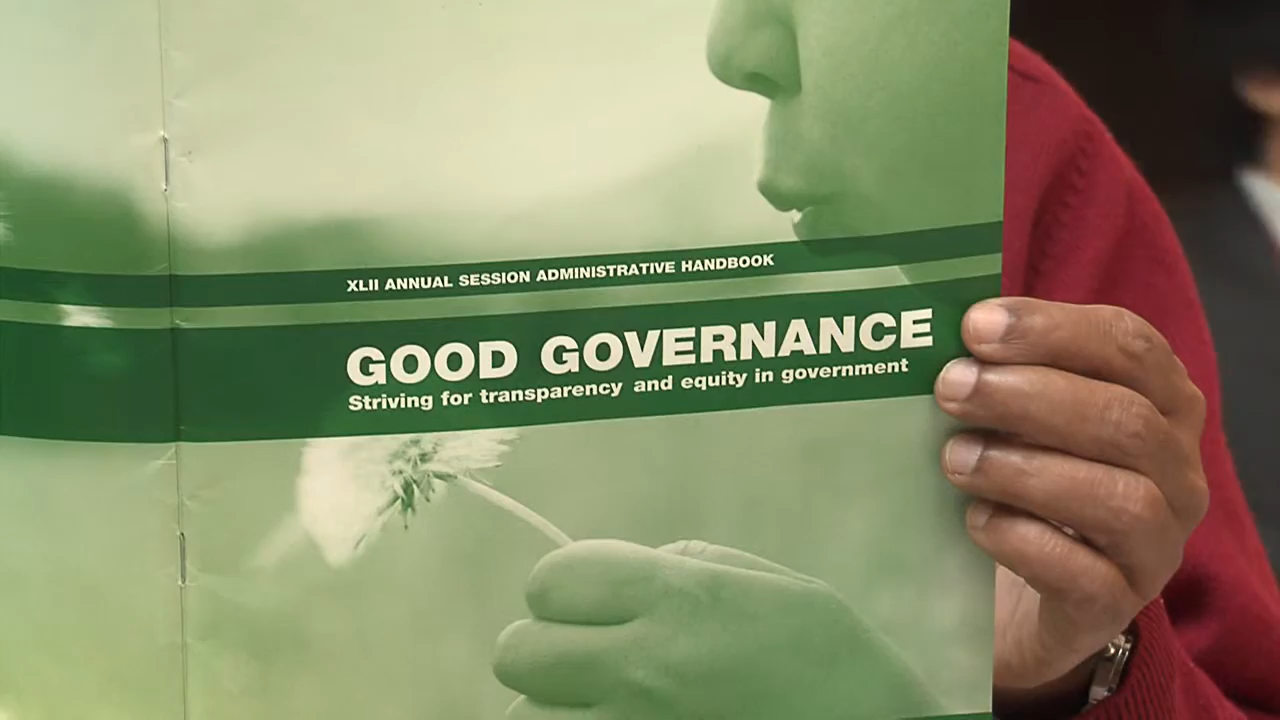 XLII ANNUAL SESSION ADMINISTRATIVE HANDBOOK
GOOD GOVERNANCE
Striving for transparency and equity in government